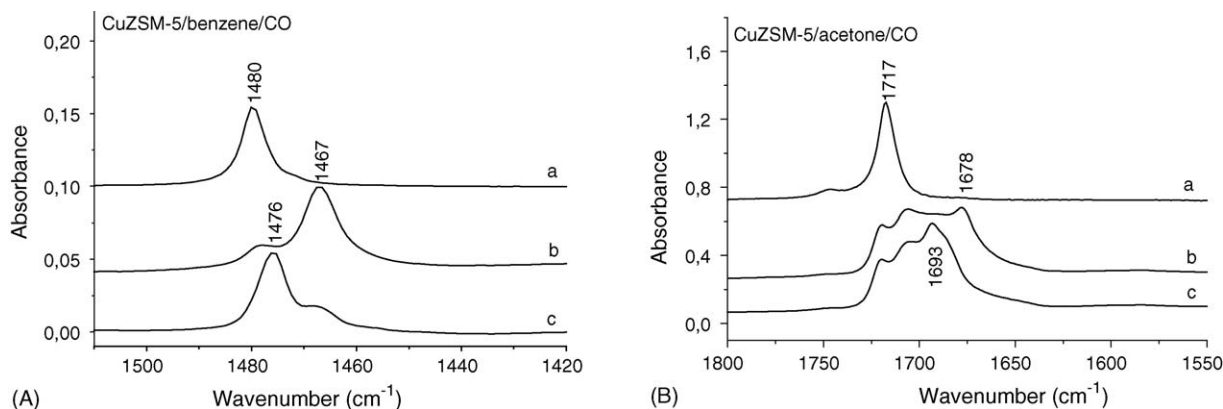 CuZSM-5/benzene/CO
0,20
0,15
0,10
0,05
0,00
Absorbance
1480
1467
1476
a
b
c
1500
1480
1460
1440
1420
Wavenumber (cm⁻¹)
(A)
CuZSM-5/acetone/CO
1,6
1,2
0,8
0,4
0,0
Absorbance
1717
1678
1693
a
b
c
1800
1750
1700
1650
1600
1550
Wavenumber (cm⁻¹)
(B)